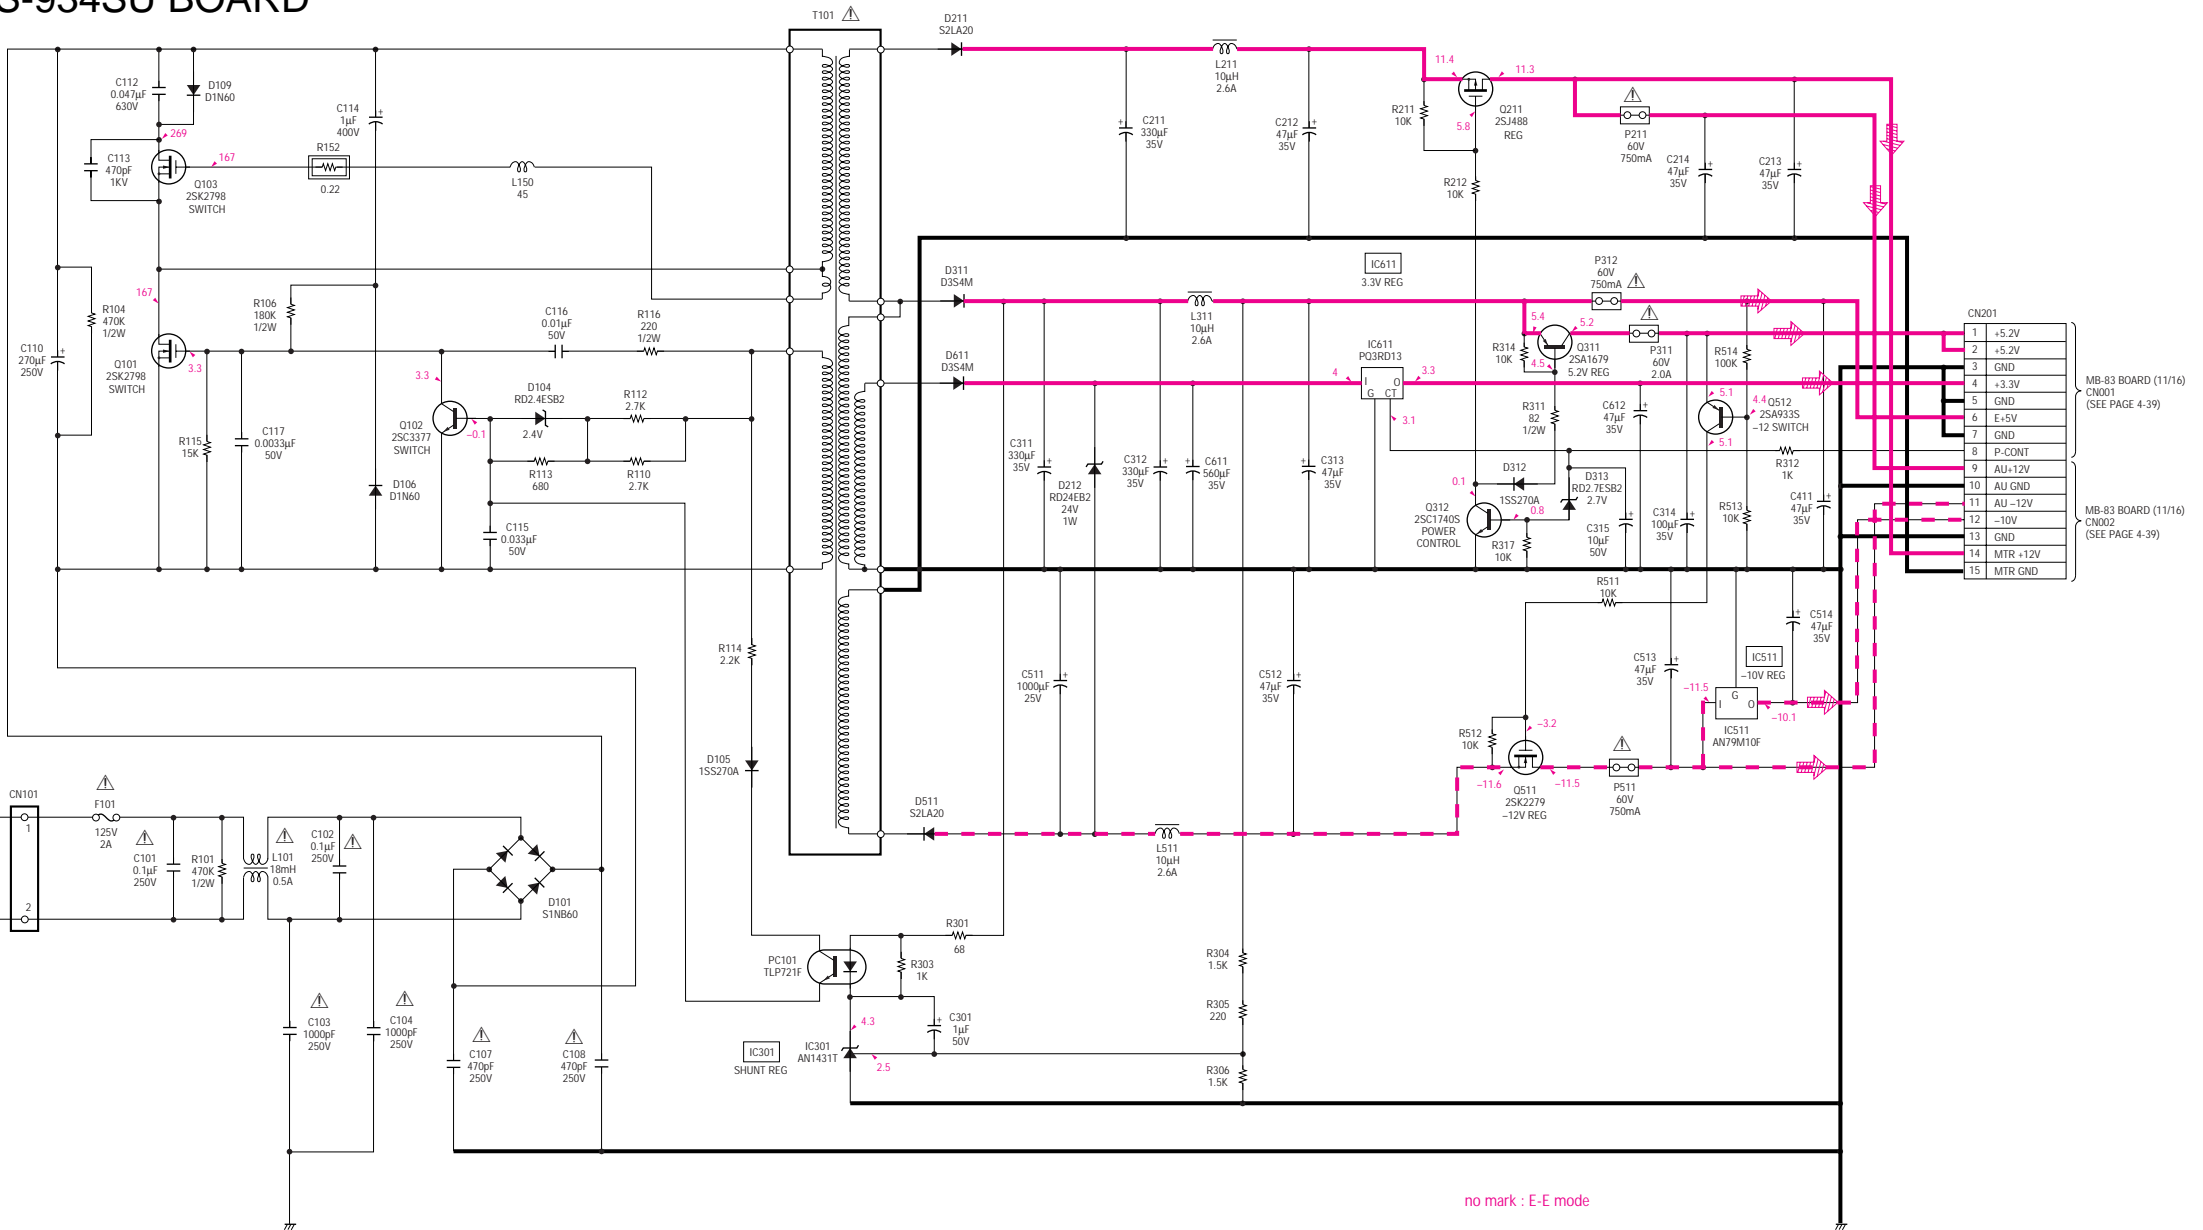 S-934SU BOARD
T101
D211
S2LA20
C112
0.047µF
630V
D109
D1N60
C114
1µF
400V
269
C113
470pF
1KV
167
R152
0.22
L150
45
Q103
2SK2798
SWITCH
L211
10µH
2.6A
C211
330µF
35V
C212
47µF
35V
11.4
11.3
R211
10K
Q211
2SJ488
REG
5.8
P211
60V
750mA
C214
47µF
35V
C213
47µF
35V
R212
10K
167
R104
470K
1/2W
R106
180K
1/2W
C116
0.01µF
50V
R116
220
1/2W
C110
270µF
250V
Q101
2SK2798
SWITCH
3.3
3.3
R115
15K
C117
0.0033µF
50V
D106
D1N60
Q102
2SC3377
SWITCH
–0.1
D104
RD2.4ESB2
2.4V
R112
2.7K
R113
680
R110
2.7K
C115
0.033µF
50V
D311
D3S4M
D611
D3S4M
L311
10µH
2.6A
IC611
3.3V REG
IC611
PQ3RD13
I
O
G
CT
4
3.3
3.1
P312
60V
750mA
5.4
5.2
R314
10K
Q311
2SA1679
5.2V REG
4.5
P311
60V
2.0A
R514
100K
5.1
4.4
Q512
2SA933S
–12 SWITCH
5.1
R311
82
1/2W
C612
47µF
35V
C311
330µF
35V
D212
RD24EB2
24V
1W
C312
330µF
35V
C611
560µF
35V
C313
47µF
35V
0.1
D312
1SS270A
0.8
D313
RD2.7ESB2
2.7V
Q312
2SC1740S
POWER
CONTROL
R317
10K
C315
10µF
50V
C314
100µF
35V
R513
10K
R312
1K
C411
47µF
35V
CN201
1 +5.2V
2 +5.2V
3 GND
4 +3.3V
5 GND
6 E+5V
7 GND
8 P-CONT
9 AU+12V
10 AU GND
11 AU –12V
12 –10V
13 GND
14 MTR +12V
15 MTR GND
MB-83 BOARD (11/16)
CN001
(SEE PAGE 4-39)
MB-83 BOARD (11/16)
CN002
(SEE PAGE 4-39)
R511
10K
C514
47µF
35V
R114
2.2K
D105
1SS270A
C511
1000µF
25V
C512
47µF
35V
C513
47µF
35V
IC511
–10V REG
–11.5
G
I
O
–10.1
IC511
AN79M10F
R512
10K
–3.2
–11.6
–11.5
Q511
2SK2279
–12V REG
P511
60V
750mA
D511
S2LA20
L511
10µH
2.6A
CN101
1
2
F101
125V
2A
C101
0.1µF
250V
R101
470K
1/2W
L101
18mH
0.5A
C102
0.1µF
250V
D101
S1NB60
C103
1000pF
250V
C104
1000pF
250V
C107
470pF
250V
C108
470pF
250V
PC101
TLP721F
R301
68
R303
1K
C301
1µF
50V
4.3
IC301
SHUNT REG
IC301
AN1431T
2.5
R304
1.5K
R305
220
R306
1.5K
no mark : E-E mode